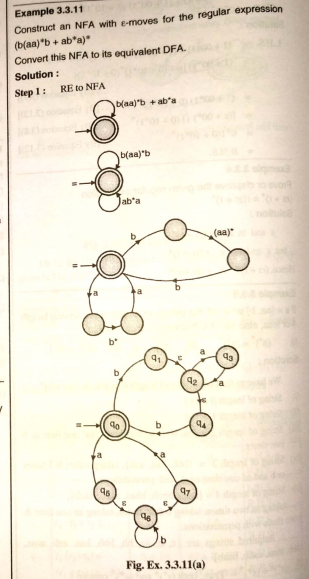 Example 3.3.11
Construct an NFA with ε-moves for the regular expression
(b(aa)*b + ab*a)*
Convert this NFA to its equivalent DFA.
Solution :
Step 1 : RE to NFA
b(aa)*b + ab*a
b(aa)*b
=
ab*a
b
(aa)*
=
b
a
a
b*
q1
ε
a
q3
b
q2
a
ε
=
q0
b
q4
a
a
q5
q7
ε
ε
q6
b
Fig. Ex. 3.3.11(a)